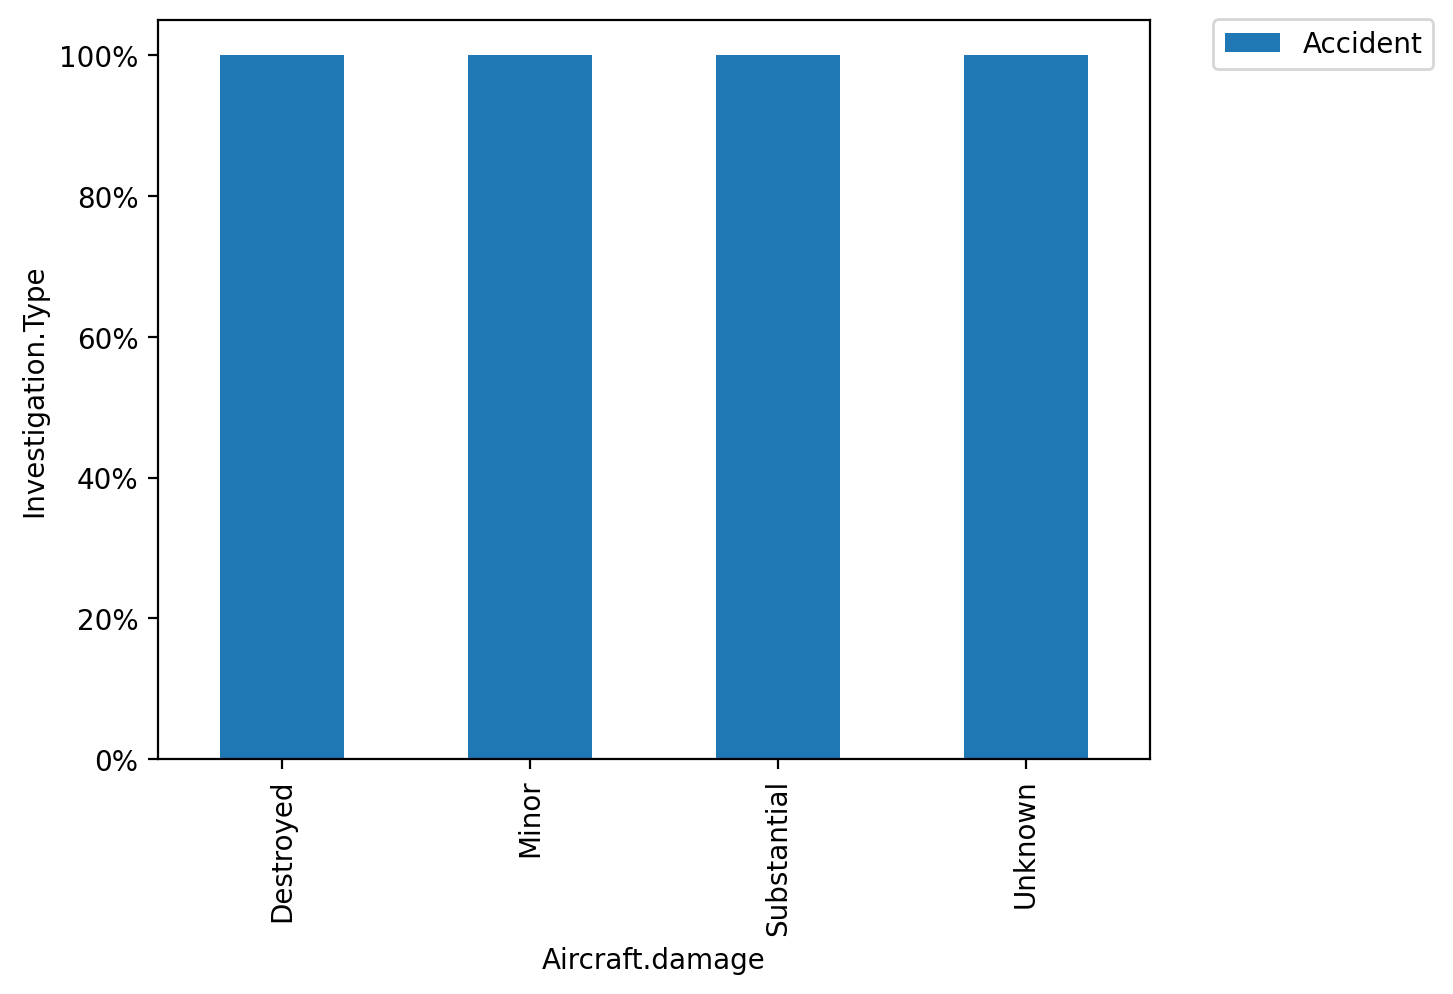 Accident
100%
80%
60%
40%
20%
0%
Investigation.Type
Destroyed
Minor
Substantial
Unknown
Aircraft.damage